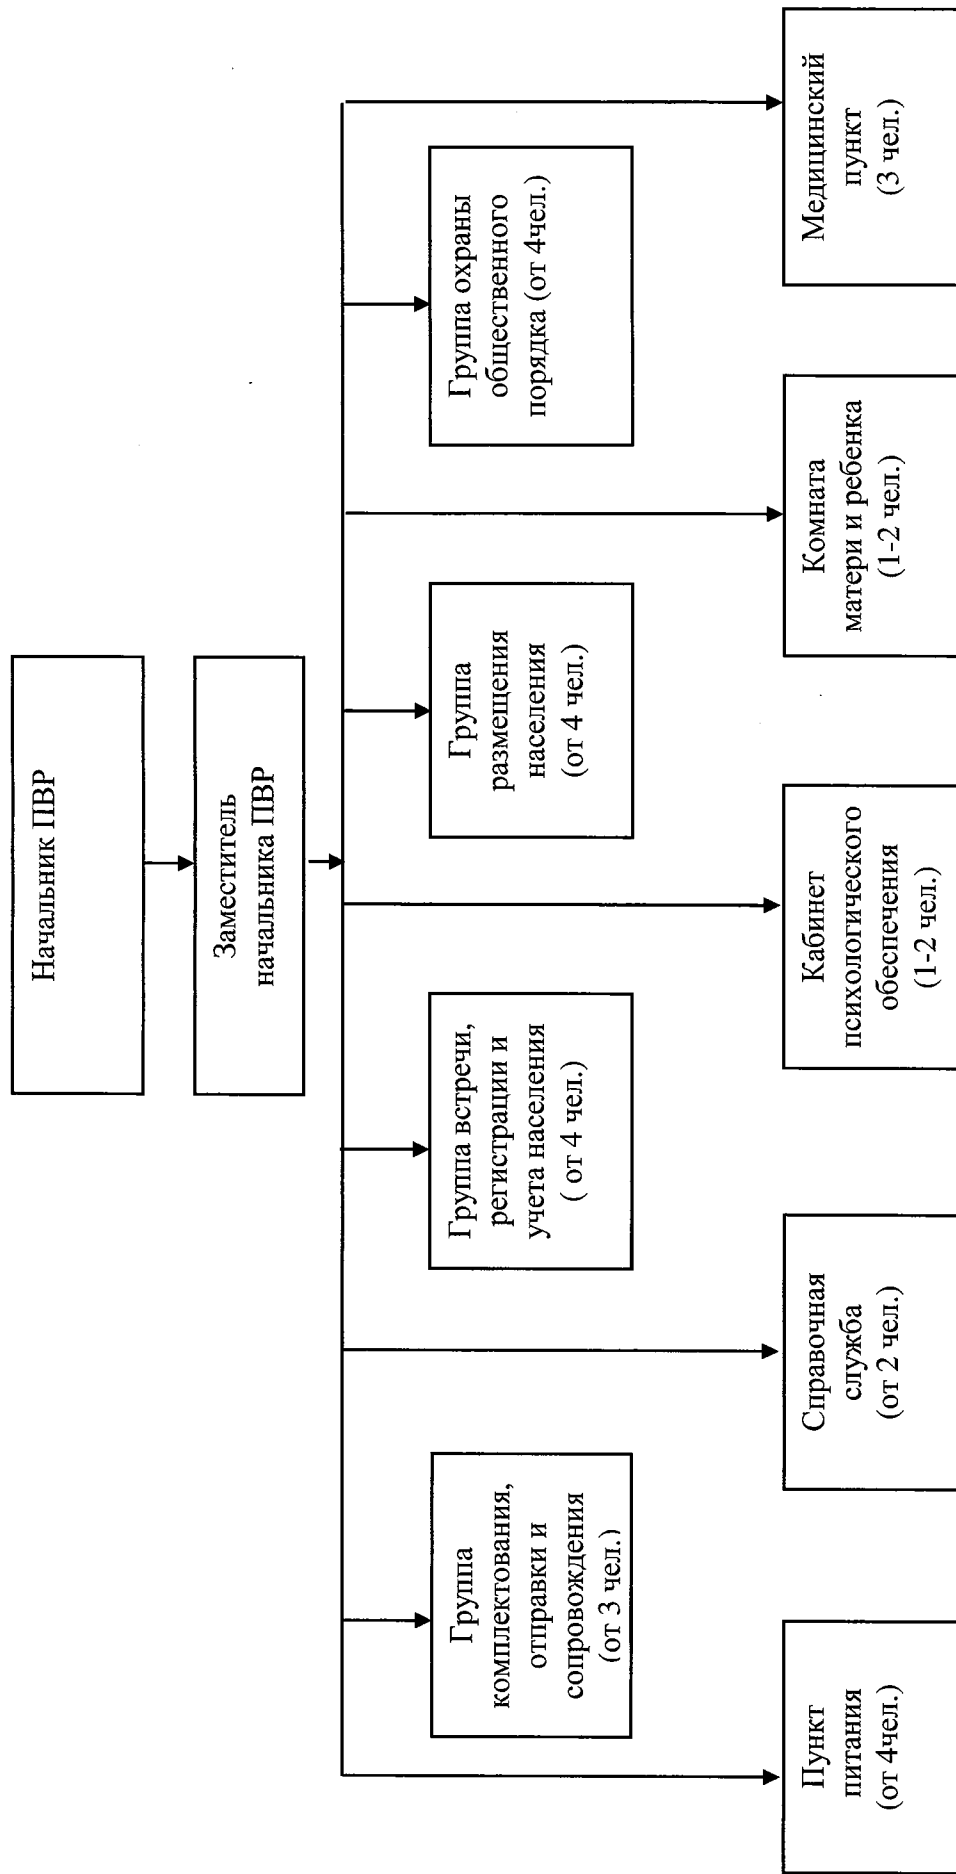 Начальник ПВР
Заместитель
начальника ПВР
Группа
комплектования,
отправки и
сопровождения
(от 3 чел.)
Группа встречи,
регистрации и
учета населения
( от 4 чел.)
Группа
размещения
населения
(от 4 чел.)
Группа охраны
общественного
порядка (от 4чел.)
Пункт
питания
(от 4чел.)
Справочная
служба
(от 2 чел.)
Кабинет
психологического
обеспечения
(1-2 чел.)
Комната
матери и ребенка
(1-2 чел.)
Медицинский
пункт
(3 чел.)